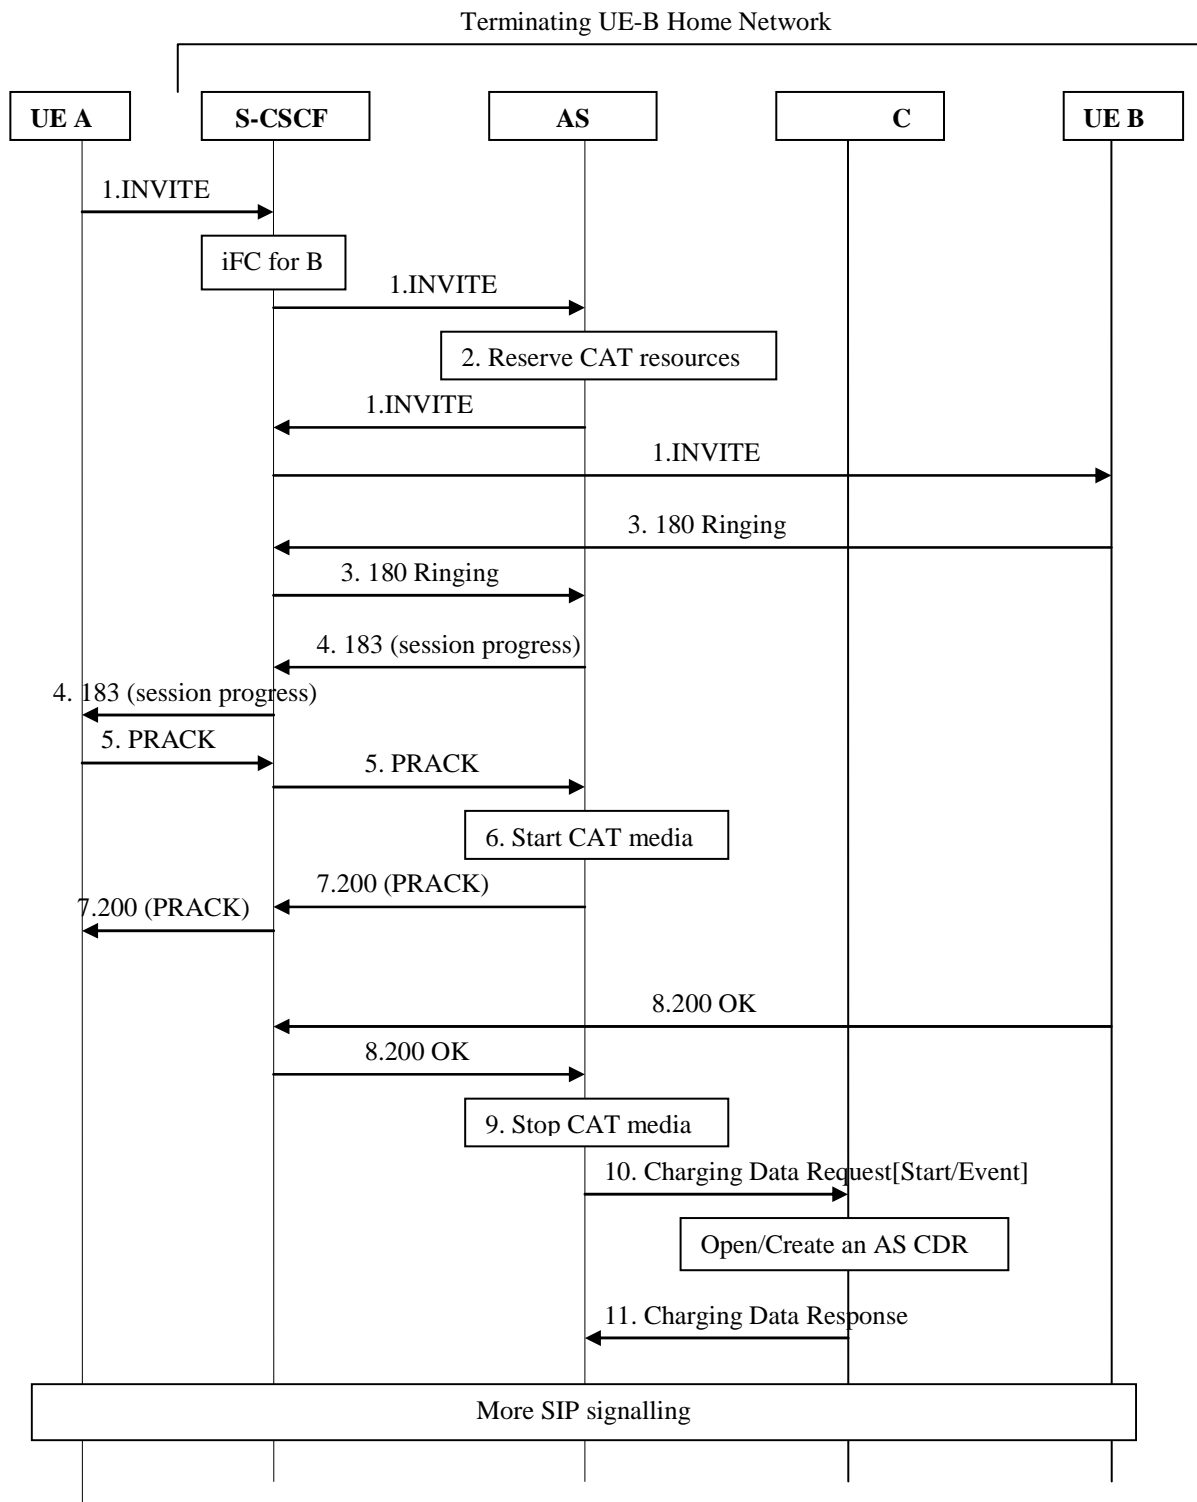 Terminating UE-B Home Network
UE A
S-CSCF
AS
C
UE B
1.INVITE
iFC for B
1.INVITE
2. Reserve CAT resources
1.INVITE
1.INVITE
3. 180 Ringing
3. 180 Ringing
4. 183 (session progress)
4. 183 (session progress)
5. PRACK
5. PRACK
6. Start CAT media
7.200 (PRACK)
7.200 (PRACK)
8.200 OK
8.200 OK
9. Stop CAT media
10. Charging Data Request[Start/Event]
Open/Create an AS CDR
11. Charging Data Response
More SIP signalling